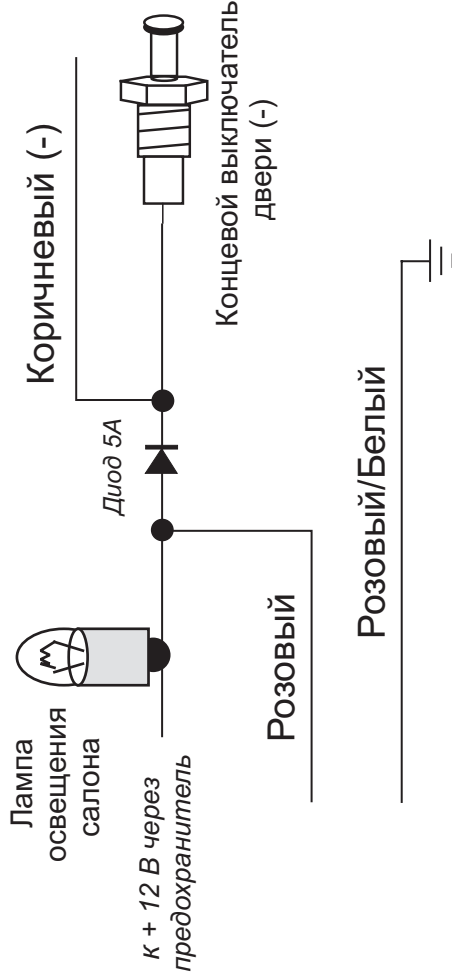 Лампа
освещения
салона
к + 12 В через
предохранитель
Диод 5А
Коричневый (-)
Концевой выключатель
двери (-)
Розовый
Розовый/Белый